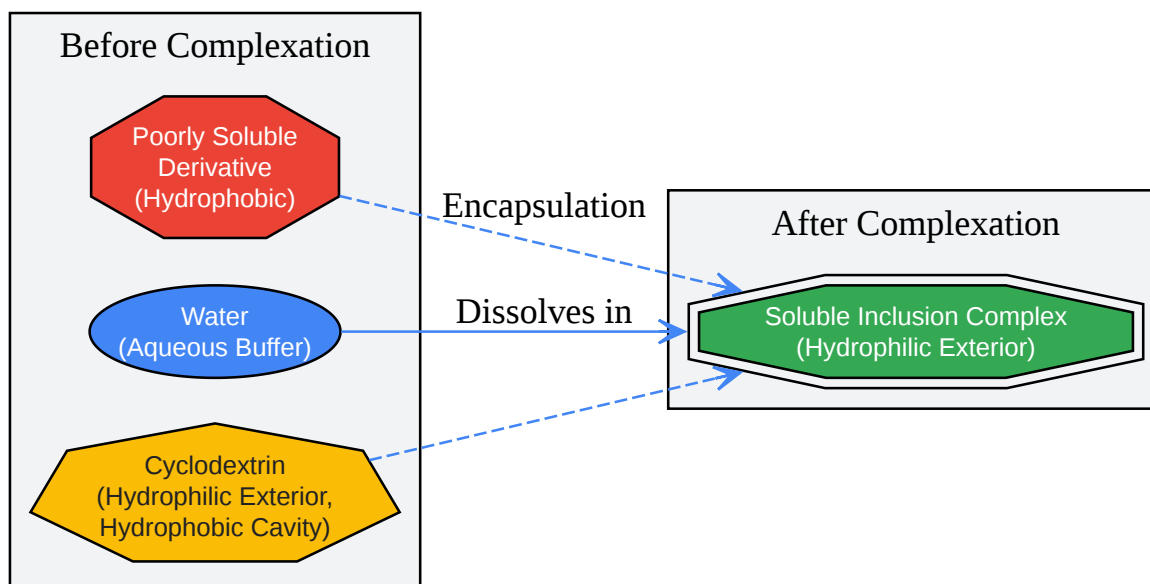 Before Complexation
Poorly Soluble
Derivative
(Hydrophobic)
Water
(Aqueous Buffer)
Cyclodextrin
(Hydrophilic Exterior,
Hydrophobic Cavity)
Encapsulation
Dissolves in
After Complexation
Soluble Inclusion Complex
(Hydrophilic Exterior)